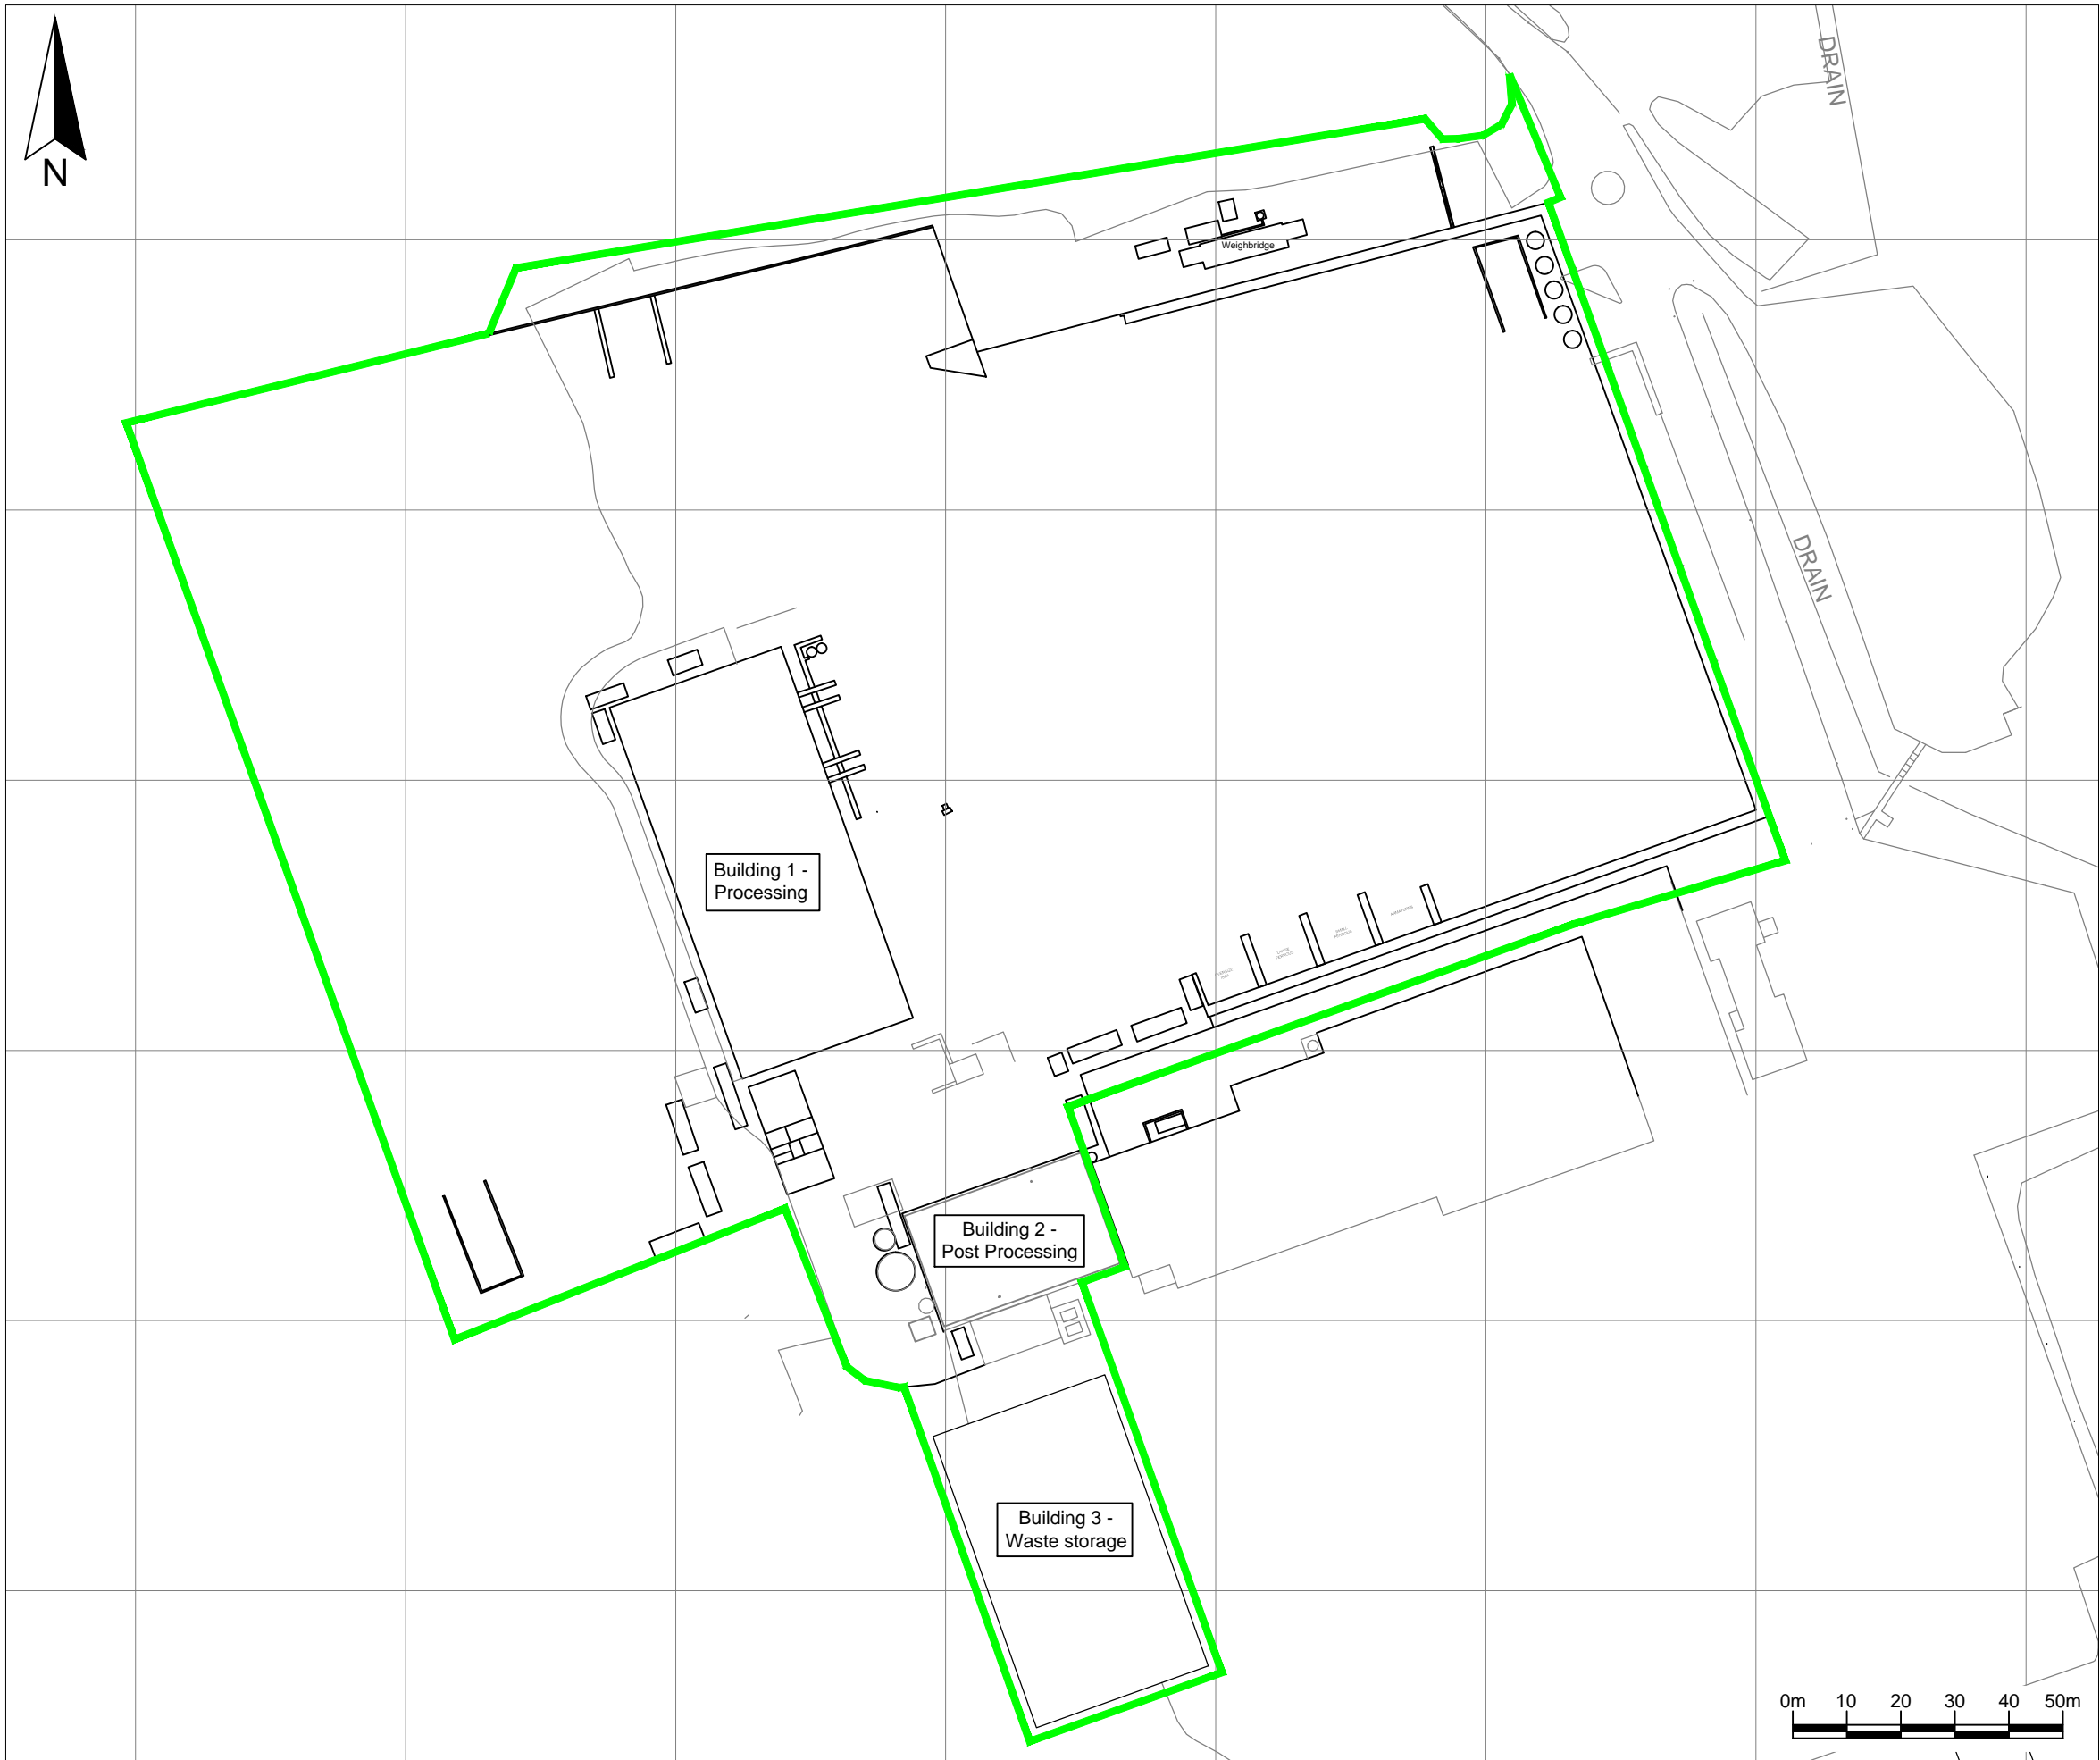 N
DRAIN
Weighbridge
DRAIN
Building 1 -
Processing
Building 2 -
Post Processing
Building 3 -
Waste storage
0m 10 20 30 40 50m